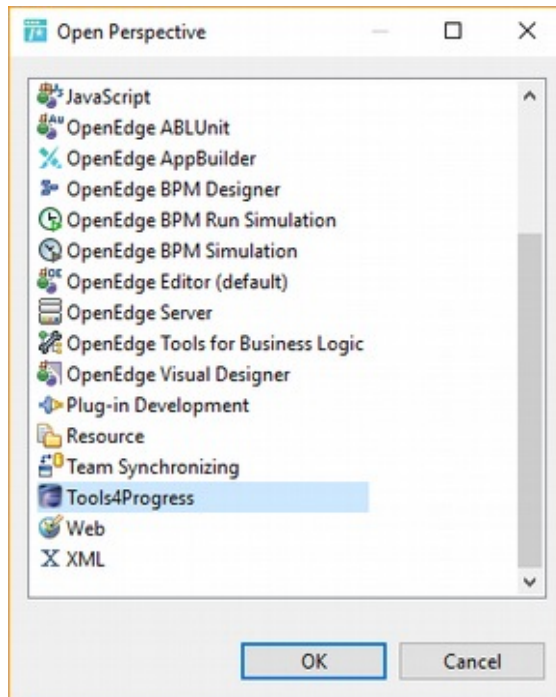 Open Perspective
JavaScript
OpenEdge ABLUnit
OpenEdge AppBuilder
OpenEdge BPM Designer
OpenEdge BPM Run Simulation
OpenEdge BPM Simulation
OpenEdge Editor (default)
OpenEdge Server
OpenEdge Tools for Business Logic
OpenEdge Visual Designer
Plug-in Development
Resource
Team Synchronizing
Tools4Progress
Web
XML
OK Cancel